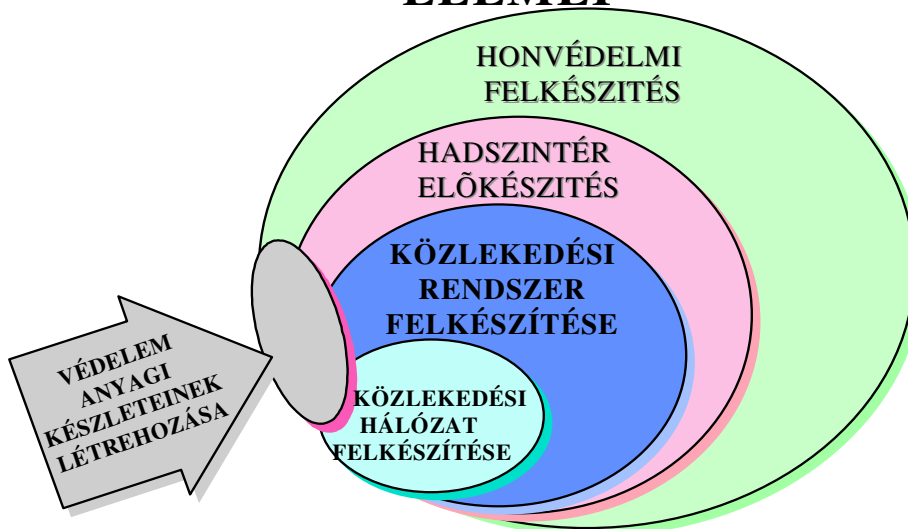 HONVÉDELMI
FELKÉSZITÉS
HADSZINTÉR
ELÕKÉSZITÉS
KÖZLEKEDÉSI
RENDSZER
FELKÉSZÍTÉSE
KÖZLEKEDÉSI
HÁLÓZAT
FELKÉSZÍTÉSE
VÉDELEM
ANYAGI
KÉSZLETEINEK
LÉTREHOZÁSA